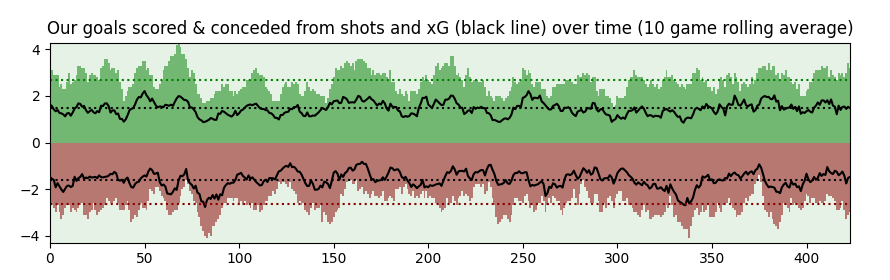 Our goals scored & conceded from shots and xG (black line) over time (10 game rolling average)
4
2
0
−2
−4
0 50 100 150 200 250 300 350 400